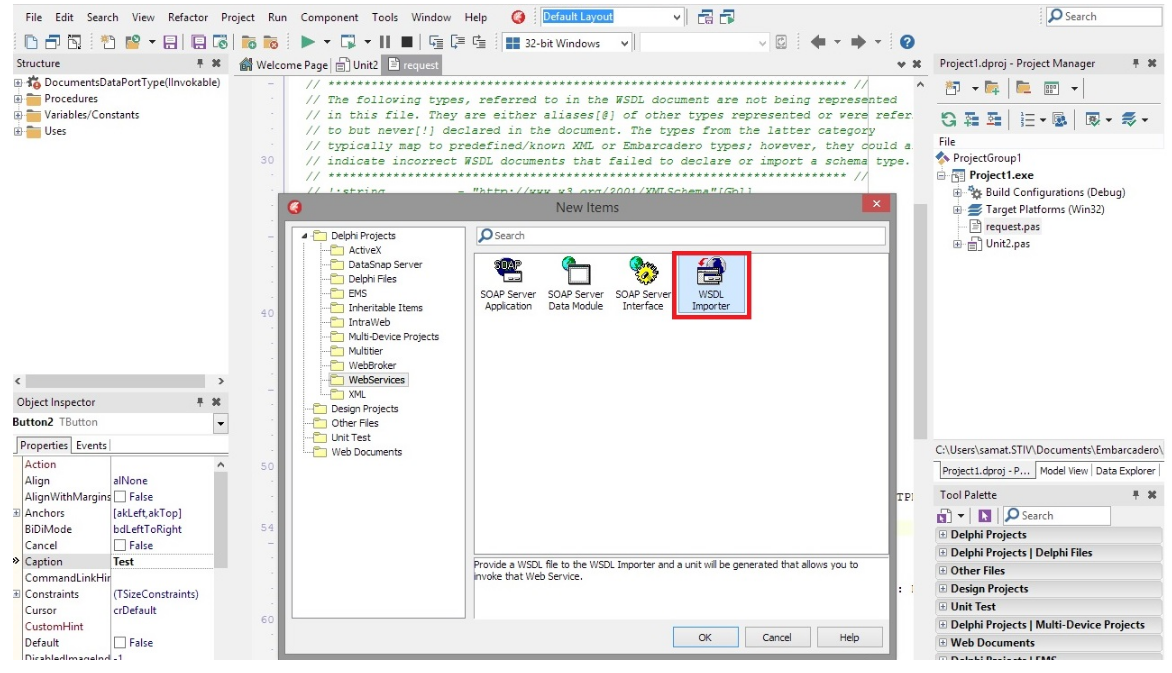 File Edit Search View Refactor Project Run Component Tools Window Help Default Layout Search
32-bit Windows
Structure
DocumentsDataPortType(IInvokable)
Procedures
Variables/Constants
Uses
Welcome Page Unit2 request
// ************************************************************************ //
// The following types, referred to in the WSDL document are not being represented
// in this file. They are either aliases[@] of other types represented or were refer
// to but never[!] declared in the document. The types from the latter category
// typically map to predefined/known XML or Embarcadero types; however, they could a
30 // indicate incorrect WSDL documents that failed to declare or import a schema type.
// ************************************************************************ //
// !:string - "http://www.w3.org/2001/XMLSchema"[Gbl]
40
50
54
60
New Items
Delphi Projects
ActiveX
DataSnap Server
Delphi Files
EMS
Inheritable Items
IntraWeb
Multi-Device Projects
Multitier
WebBroker
WebServices
XML
Design Projects
Other Files
Unit Test
Web Documents
Search
SOAP Server Application
SOAP Server Data Module
SOAP Server Interface
WSDL Importer
Provide a WSDL file to the WSDL Importer and a unit will be generated that allows you to
invoke that Web Service.
OK Cancel Help
Object Inspector
Button2 TButton
Properties Events
Action
Align alNone
AlignWithMargins False
Anchors [akLeft,akTop]
BiDiMode bdLeftToRight
Cancel False
Caption Test
CommandLinkHin
Constraints (TSizeConstraints)
Cursor crDefault
CustomHint
Default False
DisabledImageInd -1
Project1.dproj - Project Manager
File
ProjectGroup1
Project1.exe
Build Configurations (Debug)
Target Platforms (Win32)
request.pas
Unit2.pas
C:\Users\samat.STIV\Documents\Embarcadero\
Project1.dproj - P... Model View Data Explorer
Tool Palette
Search
Delphi Projects
Delphi Projects | Delphi Files
Other Files
Design Projects
Unit Test
Delphi Projects | Multi-Device Projects
Web Documents
Delphi Projects | EMS